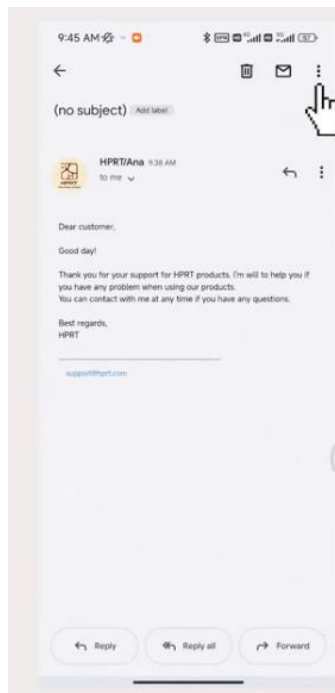 9:45 AM
(no subject) Add label
HPRT/Ana 9:38 AM
to me
Dear customer,
Good day!
Thank you for your support for HPRT products. I'm will to help you if
you have any problem when using our products.
You can contact with me at any time if you have any questions.
Best regards,
HPRT
support@hprt.com
Reply
Reply all
Forward